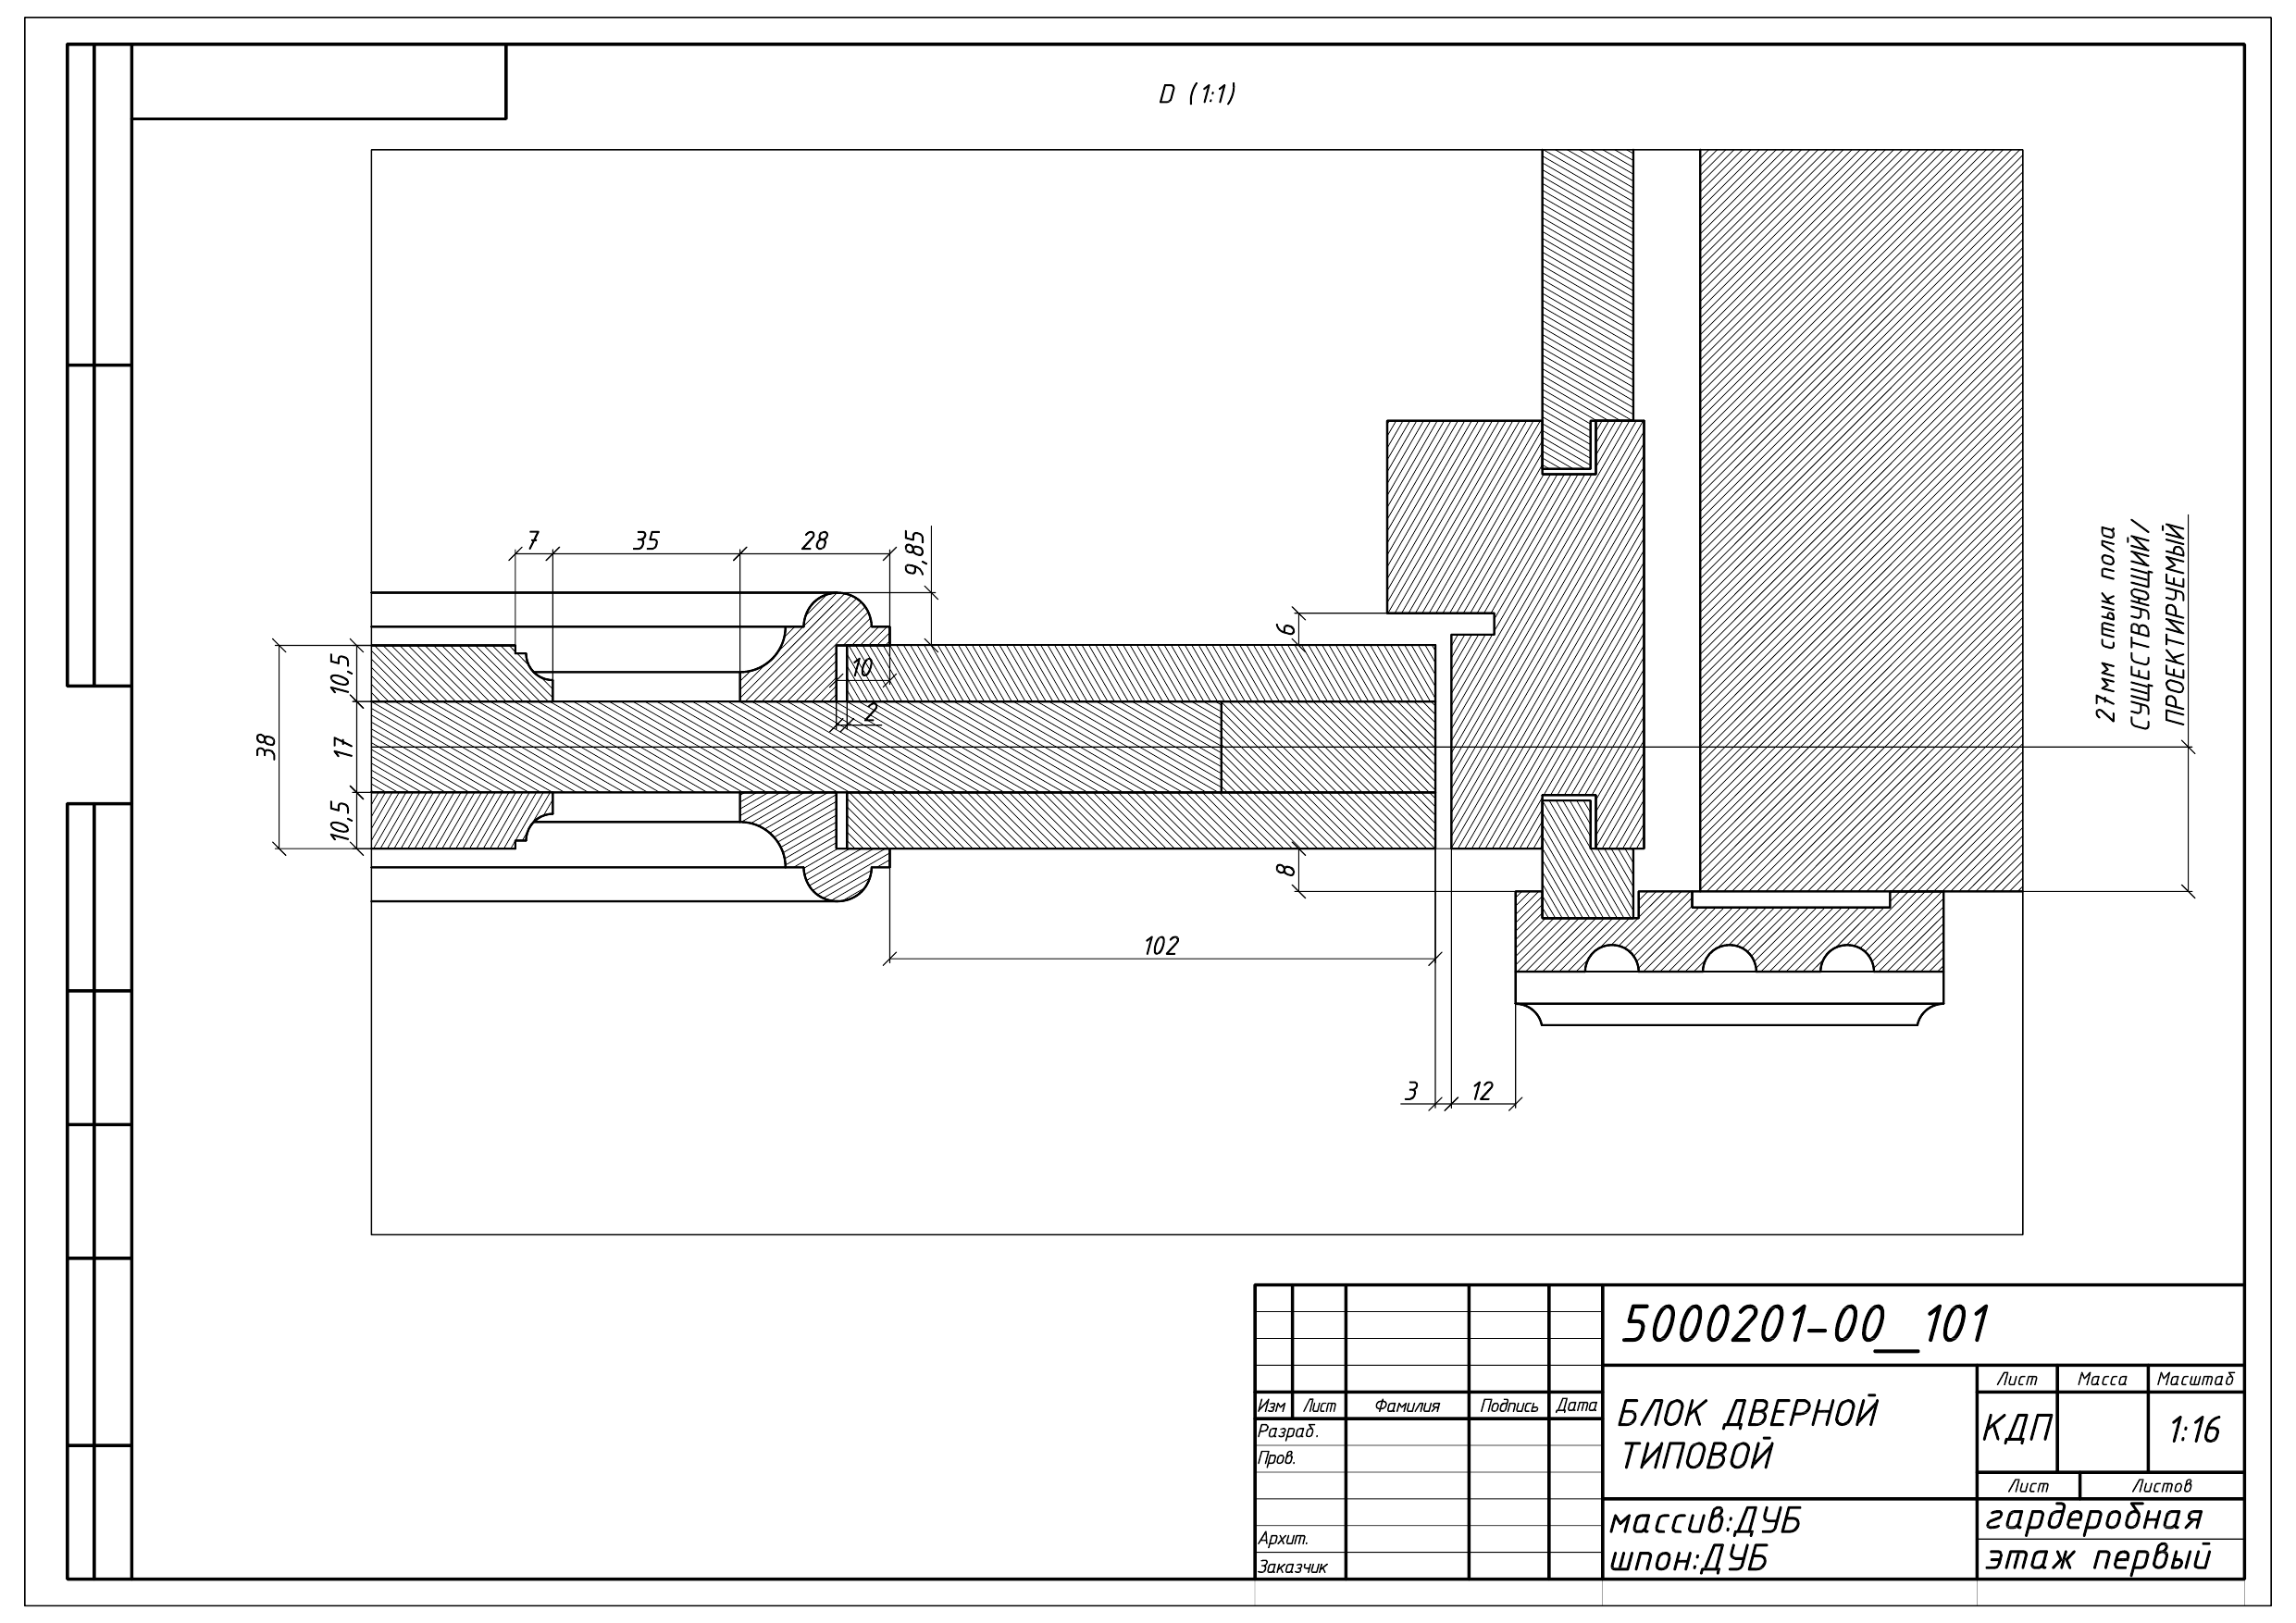 D (1:1)
7
35
28
9,85
10,5
38
17
10,5
10
2
6
8
102
3
12
27мм стык пола
СУЩЕСТВУЮЩИЙ/
ПРОЕКТИРУЕМЫЙ
5000201-00__101
Изм Лист Фамилия Подпись Дата
Разраб.
Пров.
Архит.
Заказчик
БЛОК ДВЕРНОЙ
ТИПОВОЙ
Лист Масса Масштаб
КДП 1:16
Лист Листов
массив:ДУБ
шпон:ДУБ
гардеробная
этаж первый